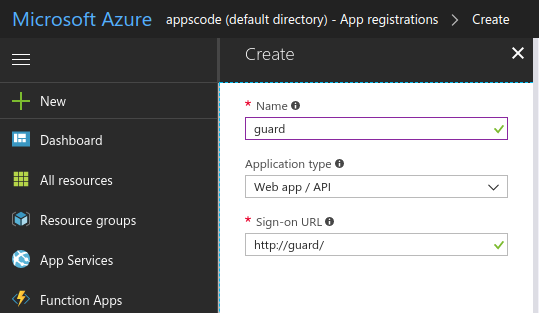 Microsoft Azure appscode (default directory) - App registrations > Create
Create
New
* Name
guard
Dashboard
Application type
All resources
Web app / API
Resource groups
* Sign-on URL
http://guard/
App Services
Function Apps